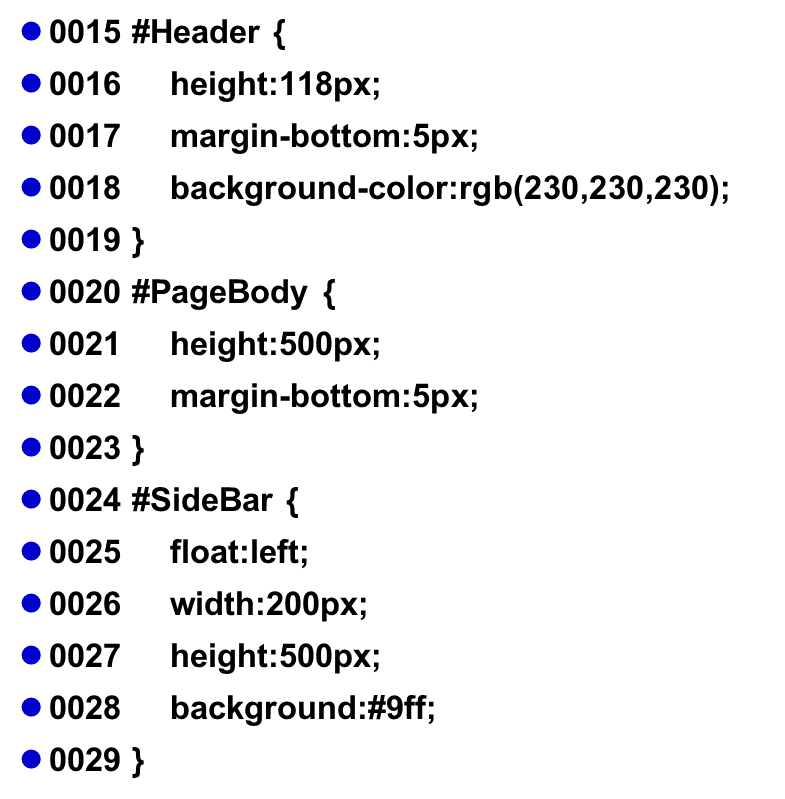 ● 0015 #Header {
● 0016 height:118px;
● 0017 margin-bottom:5px;
● 0018 background-color:rgb(230,230,230);
● 0019 }
● 0020 #PageBody {
● 0021 height:500px;
● 0022 margin-bottom:5px;
● 0023 }
● 0024 #SideBar {
● 0025 float:left;
● 0026 width:200px;
● 0027 height:500px;
● 0028 background:#9ff;
● 0029 }